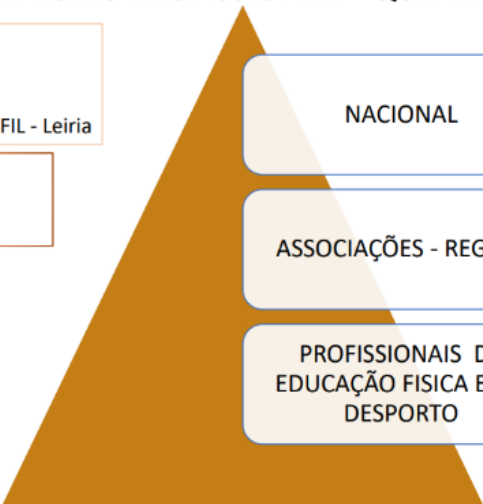 FIL - Leiria
NACIONAL
ASSOCIAÇÕES - REG
PROFISSIONAIS D
EDUCAÇÃO FISICA E
DESPORTO